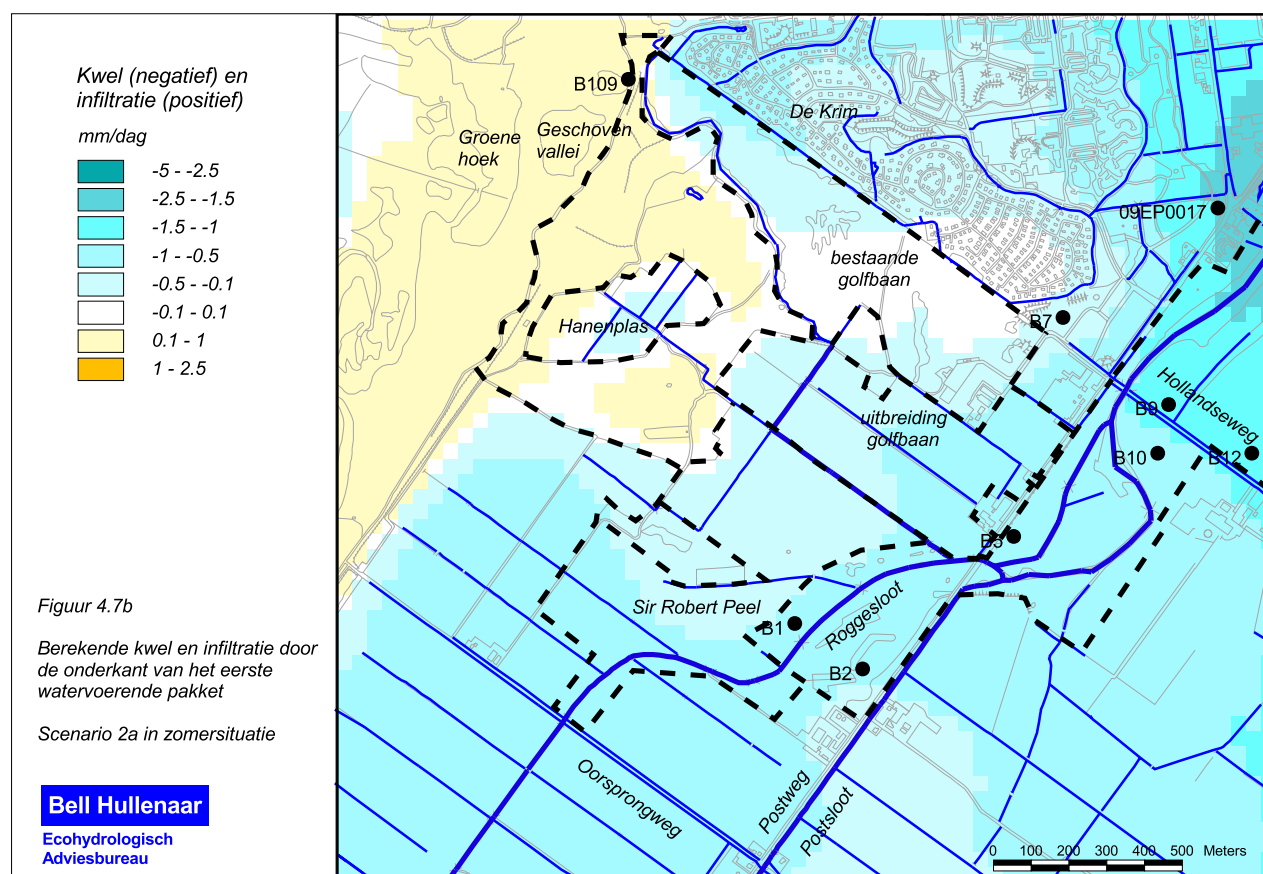 Kwel (negatief) en
infiltratie (positief)
mm/dag
-5 - -2.5
-2.5 - -1.5
-1.5 - -1
-1 - -0.5
-0.5 - -0.1
-0.1 - 0.1
0.1 - 1
1 - 2.5
Figuur 4.7b
Berekende kwel en infiltratie door
de onderkant van het eerste
watervoerende pakket
Scenario 2a in zomersituatie
Bell Hullenaar
Ecohydrologisch
Adviesbureau
B109
Groene
hoek
Geschoven
vallei
De Krim
09EP0017
bestaande
golfbaan
Hanenplas
B7
Hollandseweg
B9
uitbreiding
golfbaan
B10
B12
B3
Sir Robert Peel
B1
Roggesloot
B2
Oorsprongweg
Postweg
Postsloot
0 100 200 300 400 500 Meters